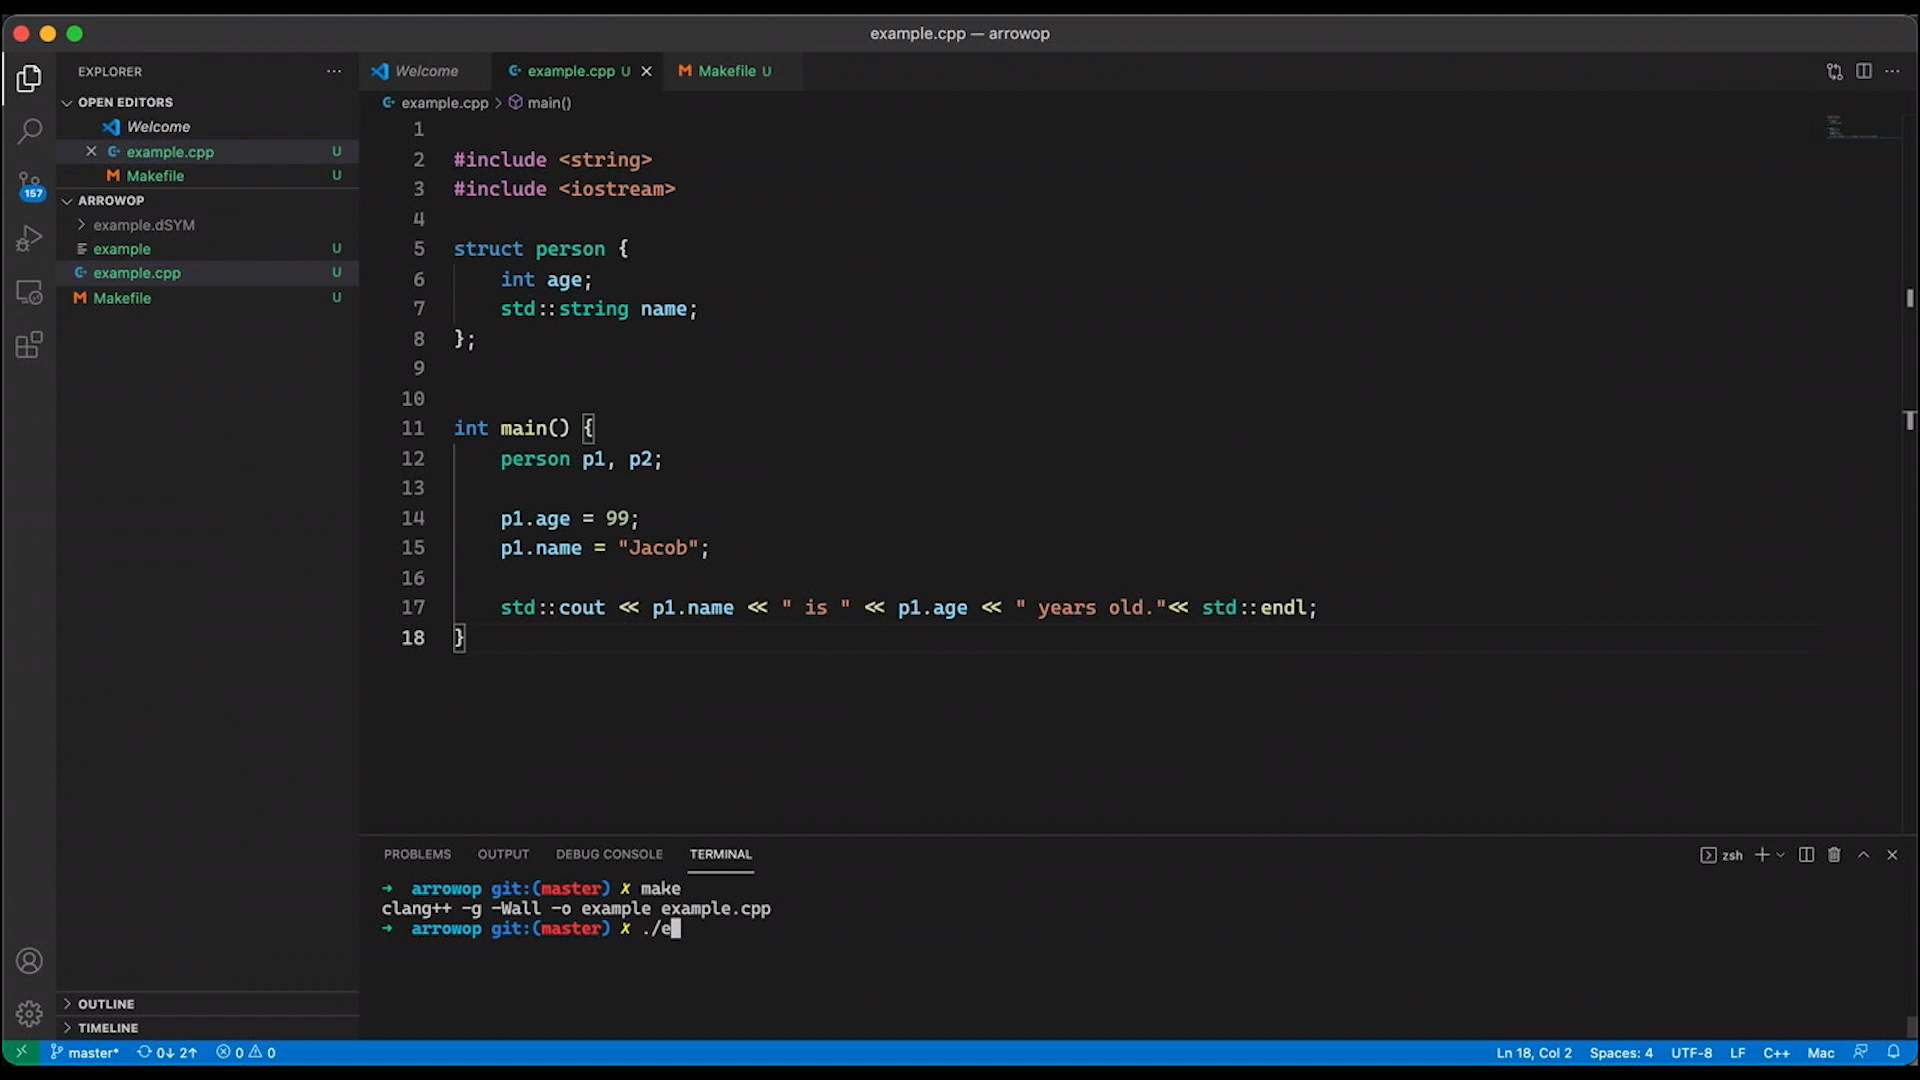 example.cpp — arrowop
EXPLORER
Welcome
example.cpp U
Makefile U
OPEN EDITORS
Welcome
example.cpp U
Makefile U
157
ARROWOP
example.dSYM
example U
example.cpp U
Makefile U
OUTLINE
TIMELINE
example.cpp > main()
1
2 #include <string>
3 #include <iostream>
4
5 struct person {
6 int age;
7 std::string name;
8 };
9
10
11 int main() {
12 person p1, p2;
13
14 p1.age = 99;
15 p1.name = "Jacob";
16
17 std::cout << p1.name << " is " << p1.age << " years old."<< std::endl;
18 }
PROBLEMS OUTPUT DEBUG CONSOLE TERMINAL
zsh
➜ arrowop git:(master) ✗ make
clang++ -g -Wall -o example example.cpp
➜ arrowop git:(master) ✗ ./e
master* 0↓ 2↑ 0 0
Ln 18, Col 2 Spaces: 4 UTF-8 LF C++ Mac